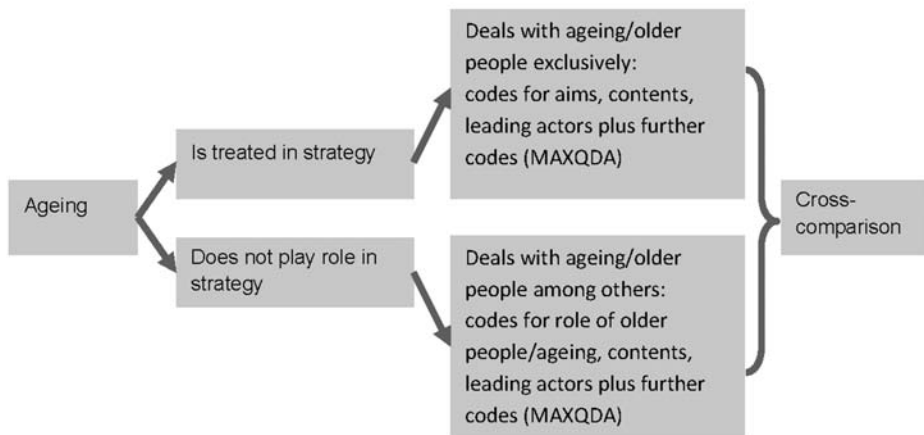 Ageing
Is treated in strategy
Does not play role in
strategy
Deals with ageing/older
people exclusively:
codes for aims, contents,
leading actors plus further
codes (MAXQDA)
Deals with ageing/older
people among others:
codes for role of older
people/ageing, contents,
leading actors plus further
codes (MAXQDA)
Cross-
comparison